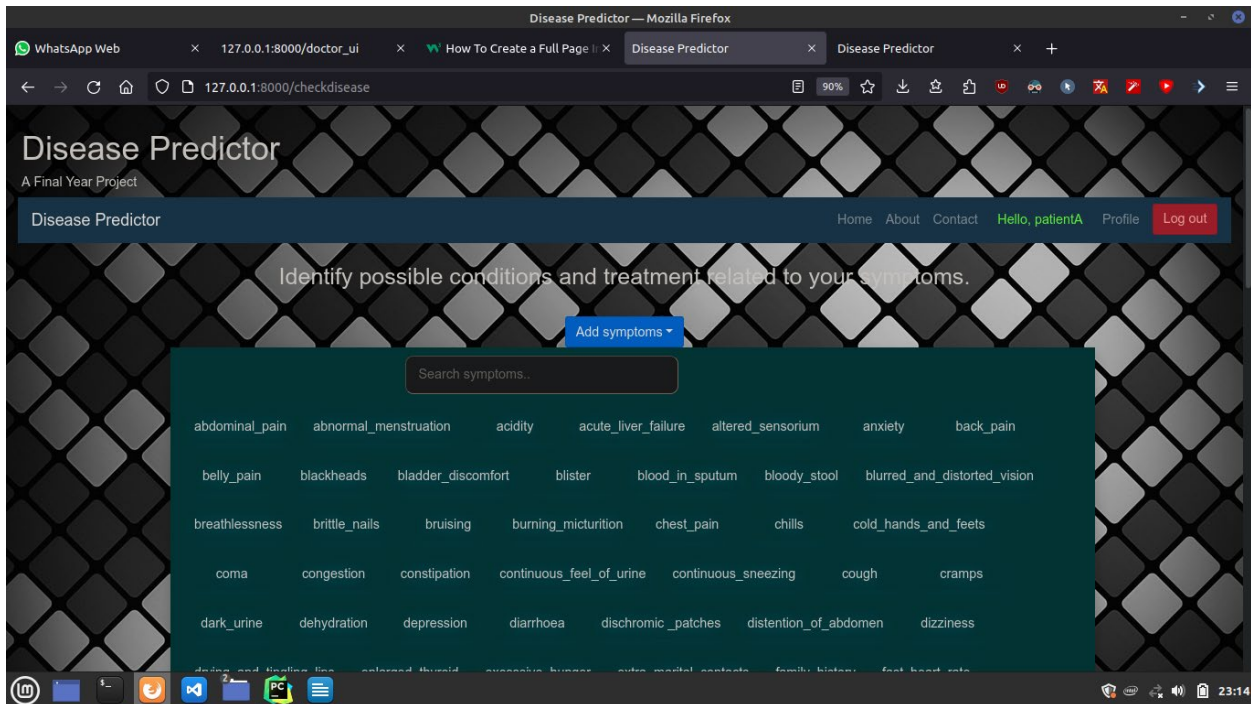 Disease Predictor — Mozilla Firefox
WhatsApp Web 127.0.0.1:8000/doctor_ui How To Create a Full Page Disease Predictor Disease Predictor
127.0.0.1:8000/checkdisease 90%
Disease Predictor
A Final Year Project
Disease Predictor Home About Contact Hello, patientA Profile Log out
Identify possible conditions and treatment related to your symptoms.
Add symptoms
Search symptoms..
abdominal_pain abnormal_menstruation acidity acute_liver_failure altered_sensorium anxiety back_pain
belly_pain blackheads bladder_discomfort blister blood_in_sputum bloody_stool blurred_and_distorted_vision
breathlessness brittle_nails bruising burning_micturition chest_pain chills cold_hands_and_feets
coma congestion constipation continuous_feel_of_urine continuous_sneezing cough cramps
dark_urine dehydration depression diarrhoea dischromic _patches distention_of_abdomen dizziness
2
PC
23:14